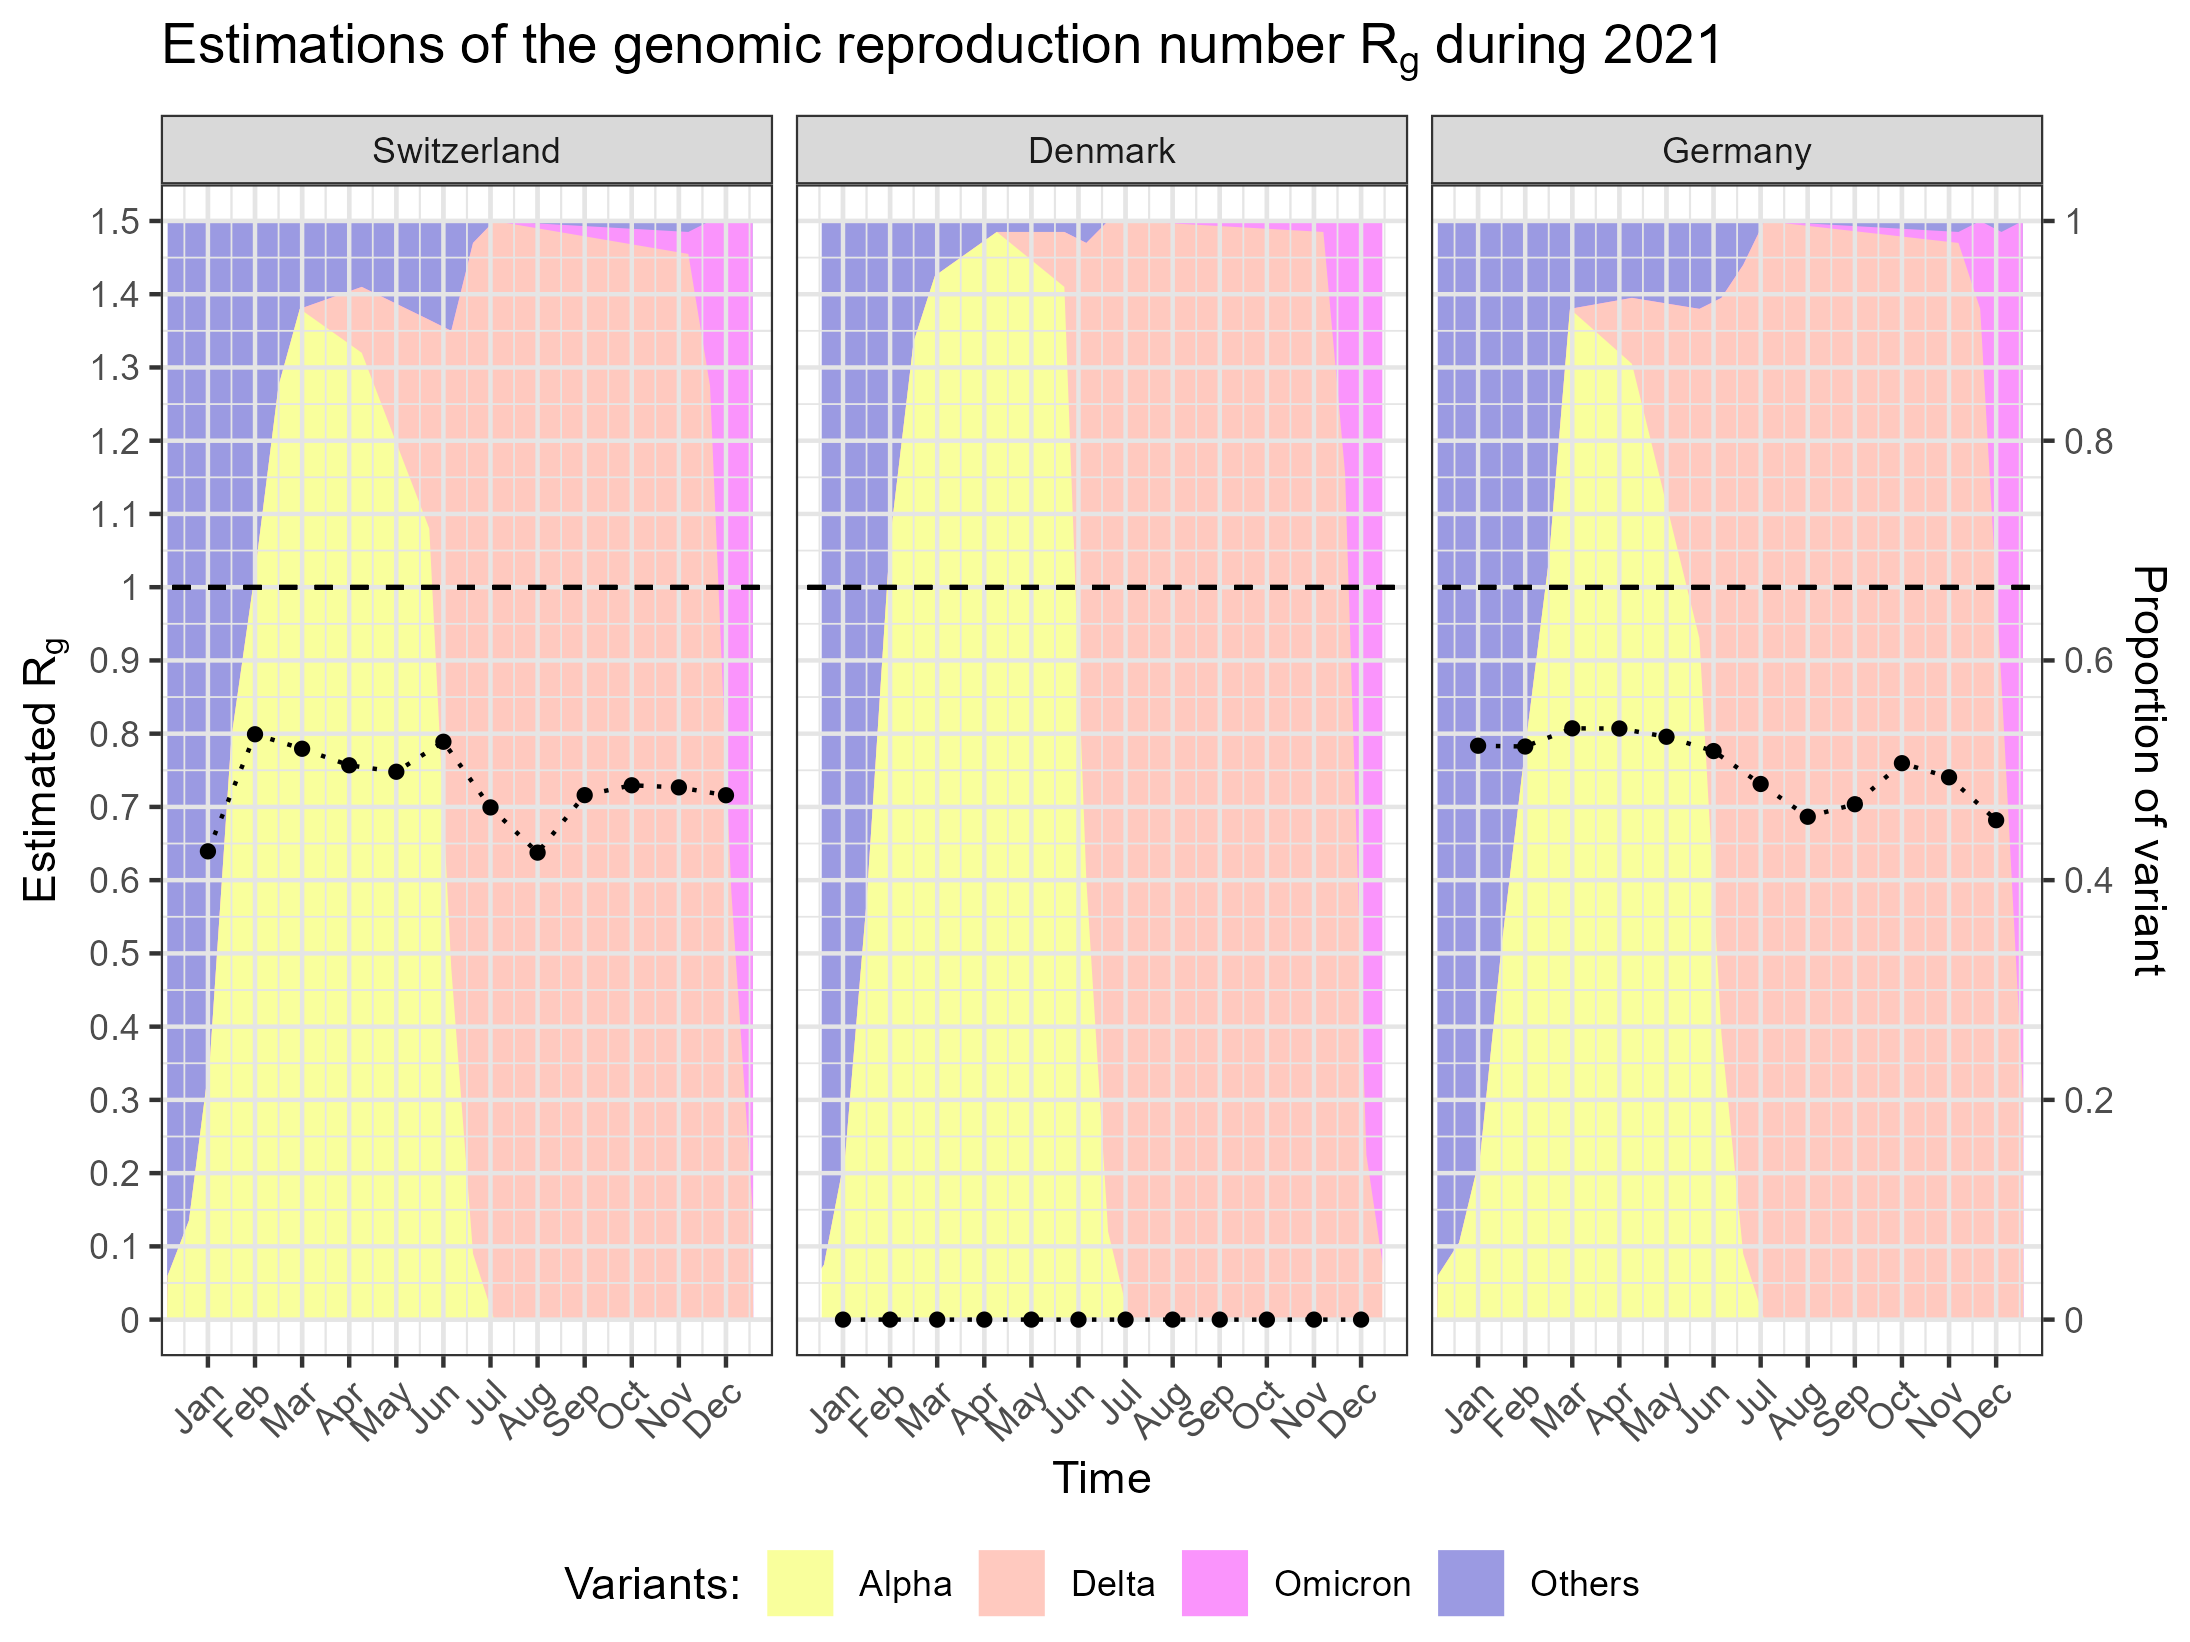 Estimations of the genomic reproduction number Rg during 2021
Switzerland
Denmark
Germany
Estimated Rg
1.5
1.4
1.3
1.2
1.1
1
0.9
0.8
0.7
0.6
0.5
0.4
0.3
0.2
0.1
0
1
0.8
0.6
0.4
0.2
0
Proportion of variant
Jan Feb Mar Apr May Jun Jul Aug Sep Oct Nov Dec
Jan Feb Mar Apr May Jun Jul Aug Sep Oct Nov Dec
Jan Feb Mar Apr May Jun Jul Aug Sep Oct Nov Dec
Time
Variants: Alpha Delta Omicron Others